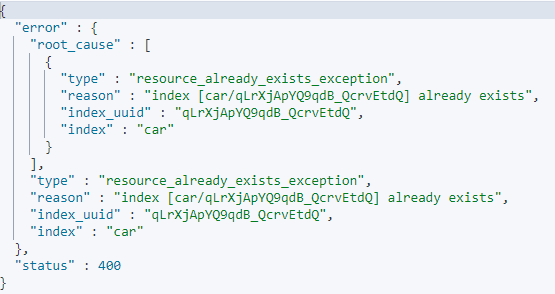 {
  "error" : {
    "root_cause" : [
      {
        "type" : "resource_already_exists_exception",
        "reason" : "index [car/qLrXjApYQ9qdB_QcrvEtdQ] already exists",
        "index_uuid" : "qLrXjApYQ9qdB_QcrvEtdQ",
        "index" : "car"
      }
    ],
    "type" : "resource_already_exists_exception",
    "reason" : "index [car/qLrXjApYQ9qdB_QcrvEtdQ] already exists",
    "index_uuid" : "qLrXjApYQ9qdB_QcrvEtdQ",
    "index" : "car"
  },
  "status" : 400
}